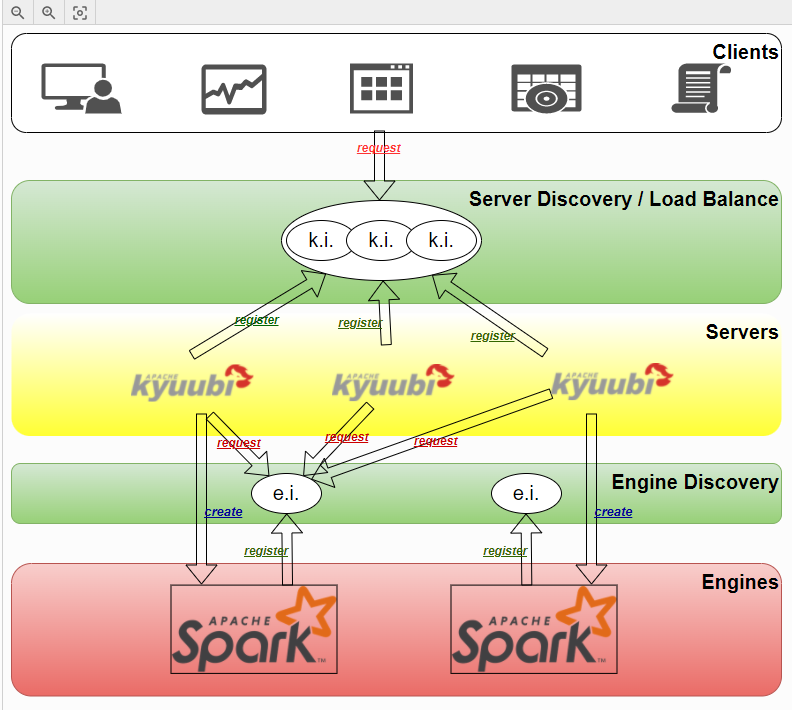 Clients
request
Server Discovery / Load Balance
k.i. k.i. k.i.
register
register
register
Servers
APACHE
kyuubi
APACHE
kyuubi
APACHE
kyuubi
request
request
request
Engine Discovery
e.i.
e.i.
create
create
register
register
Engines
APACHE
Spark™
APACHE
Spark™